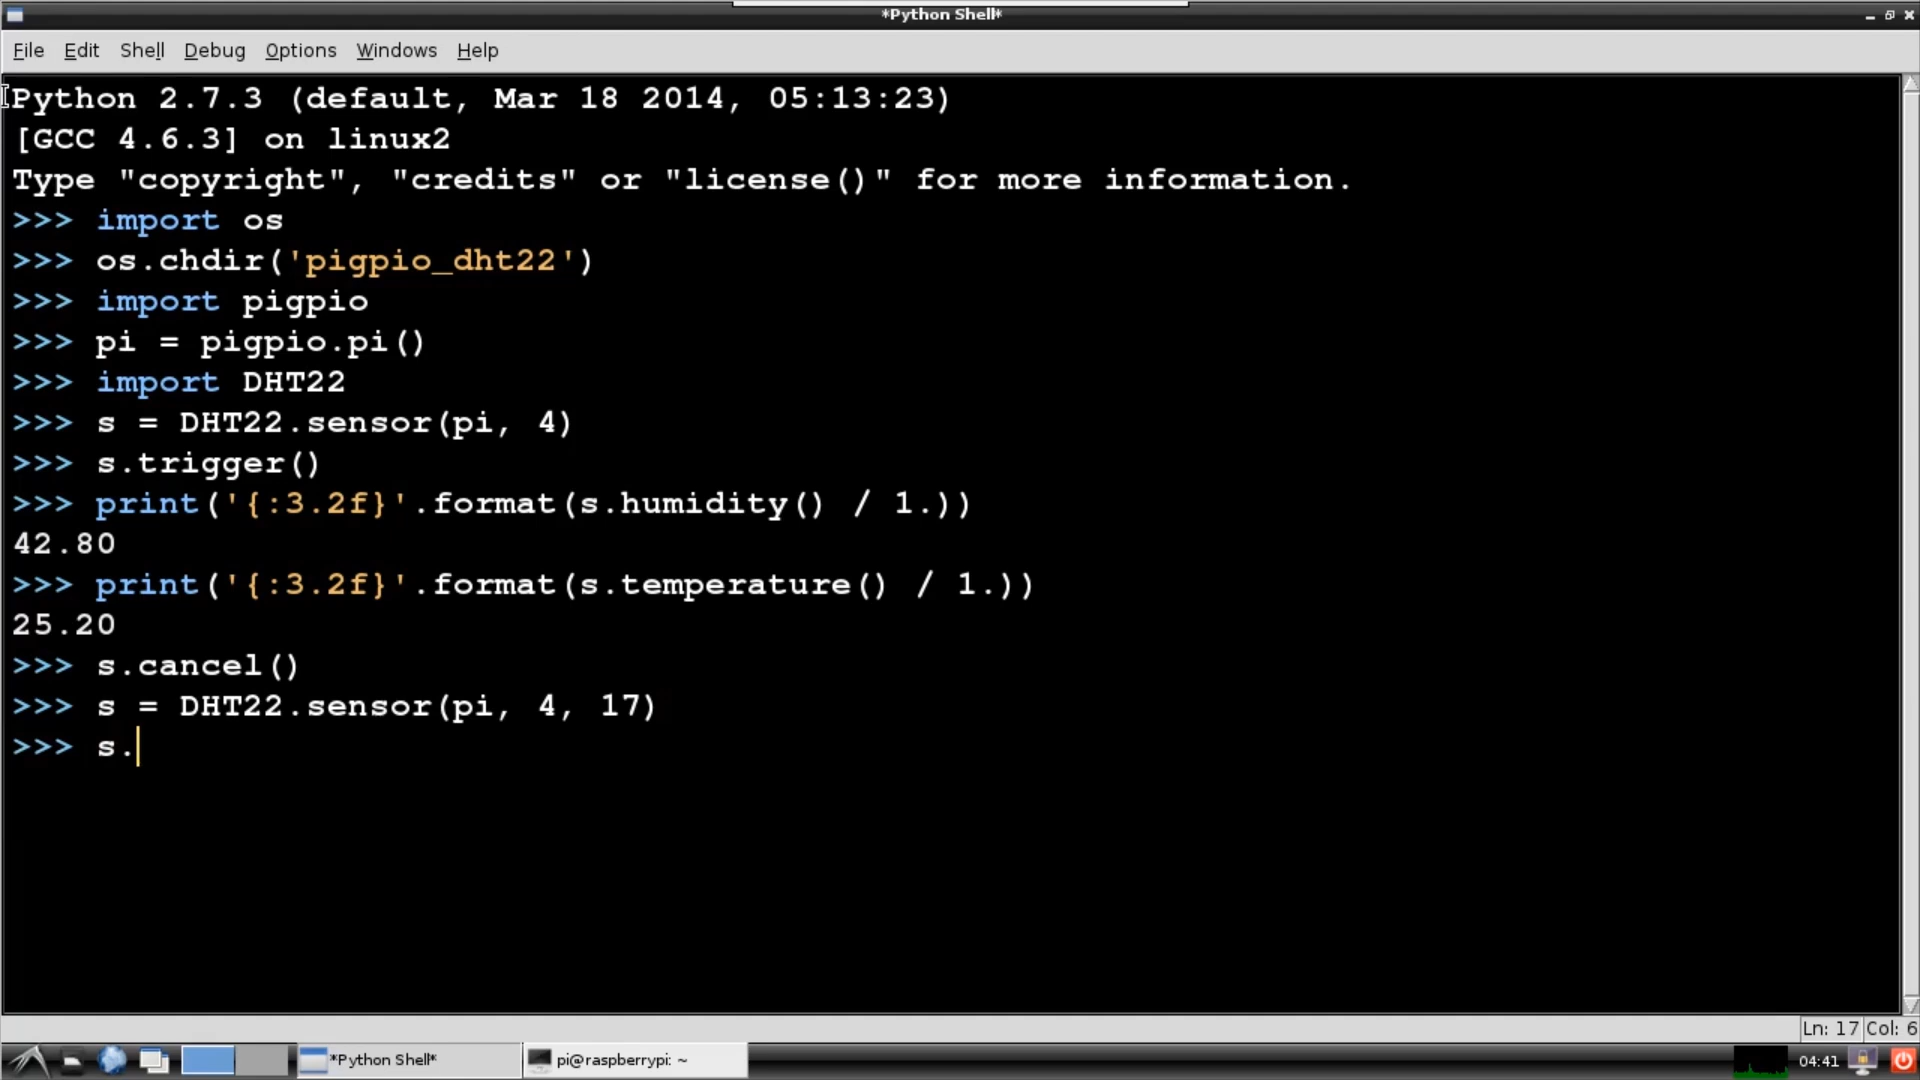 *Python Shell*
File Edit Shell Debug Options Windows Help
Python 2.7.3 (default, Mar 18 2014, 05:13:23)
[GCC 4.6.3] on linux2
Type "copyright", "credits" or "license()" for more information.
>>> import os
>>> os.chdir('pigpio_dht22')
>>> import pigpio
>>> pi = pigpio.pi()
>>> import DHT22
>>> s = DHT22.sensor(pi, 4)
>>> s.trigger()
>>> print('{:3.2f}'.format(s.humidity() / 1.))
42.80
>>> print('{:3.2f}'.format(s.temperature() / 1.))
25.20
>>> s.cancel()
>>> s = DHT22.sensor(pi, 4, 17)
>>> s.
Ln: 17 Col: 6
*Python Shell* pi@raspberrypi: ~ 04:41